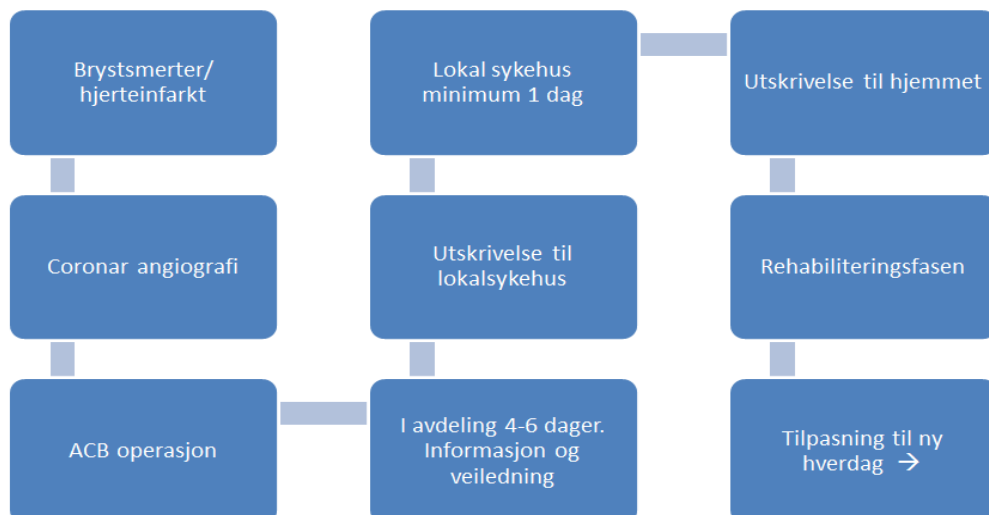 Brystsmerter/
hjerteinfarkt
Coronar angiografi
ACB operasjon
I avdeling 4-6 dager.
Informasjon og
veiledning
Utskrivelse til
lokalsykehus
Lokal sykehus
minimum 1 dag
Utskrivelse til hjemmet
Rehabiliteringsfasen
Tilpasning til ny
hverdag →